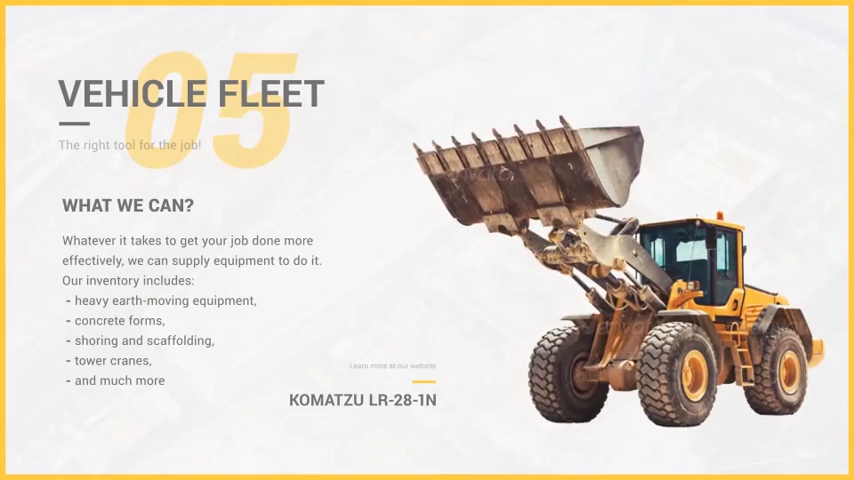 05
VEHICLE FLEET
The right tool for the job!
WHAT WE CAN?
Whatever it takes to get your job done more
effectively, we can supply equipment to do it.
Our inventory includes:
- heavy earth-moving equipment,
- concrete forms,
- shoring and scaffolding,
- tower cranes,
- and much more
Learn more at our website
KOMATZU LR-28-1N